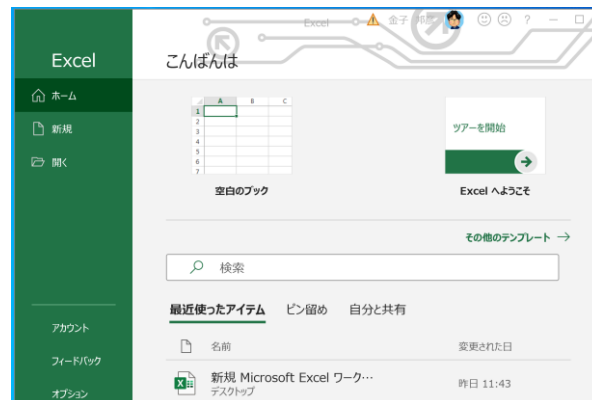 Excel
金子
?
Excel
こんばんは
ホーム
新規
開く
A B C
1
2
3
4
5
6
7
空白のブック
ツアーを開始
Excel へようこそ
その他のテンプレート →
検索
最近使ったアイテム ピン留め 自分と共有
名前 変更された日
新規 Microsoft Excel ワーク…
デスクトップ
昨日 11:43
アカウント
フィードバック
オプション